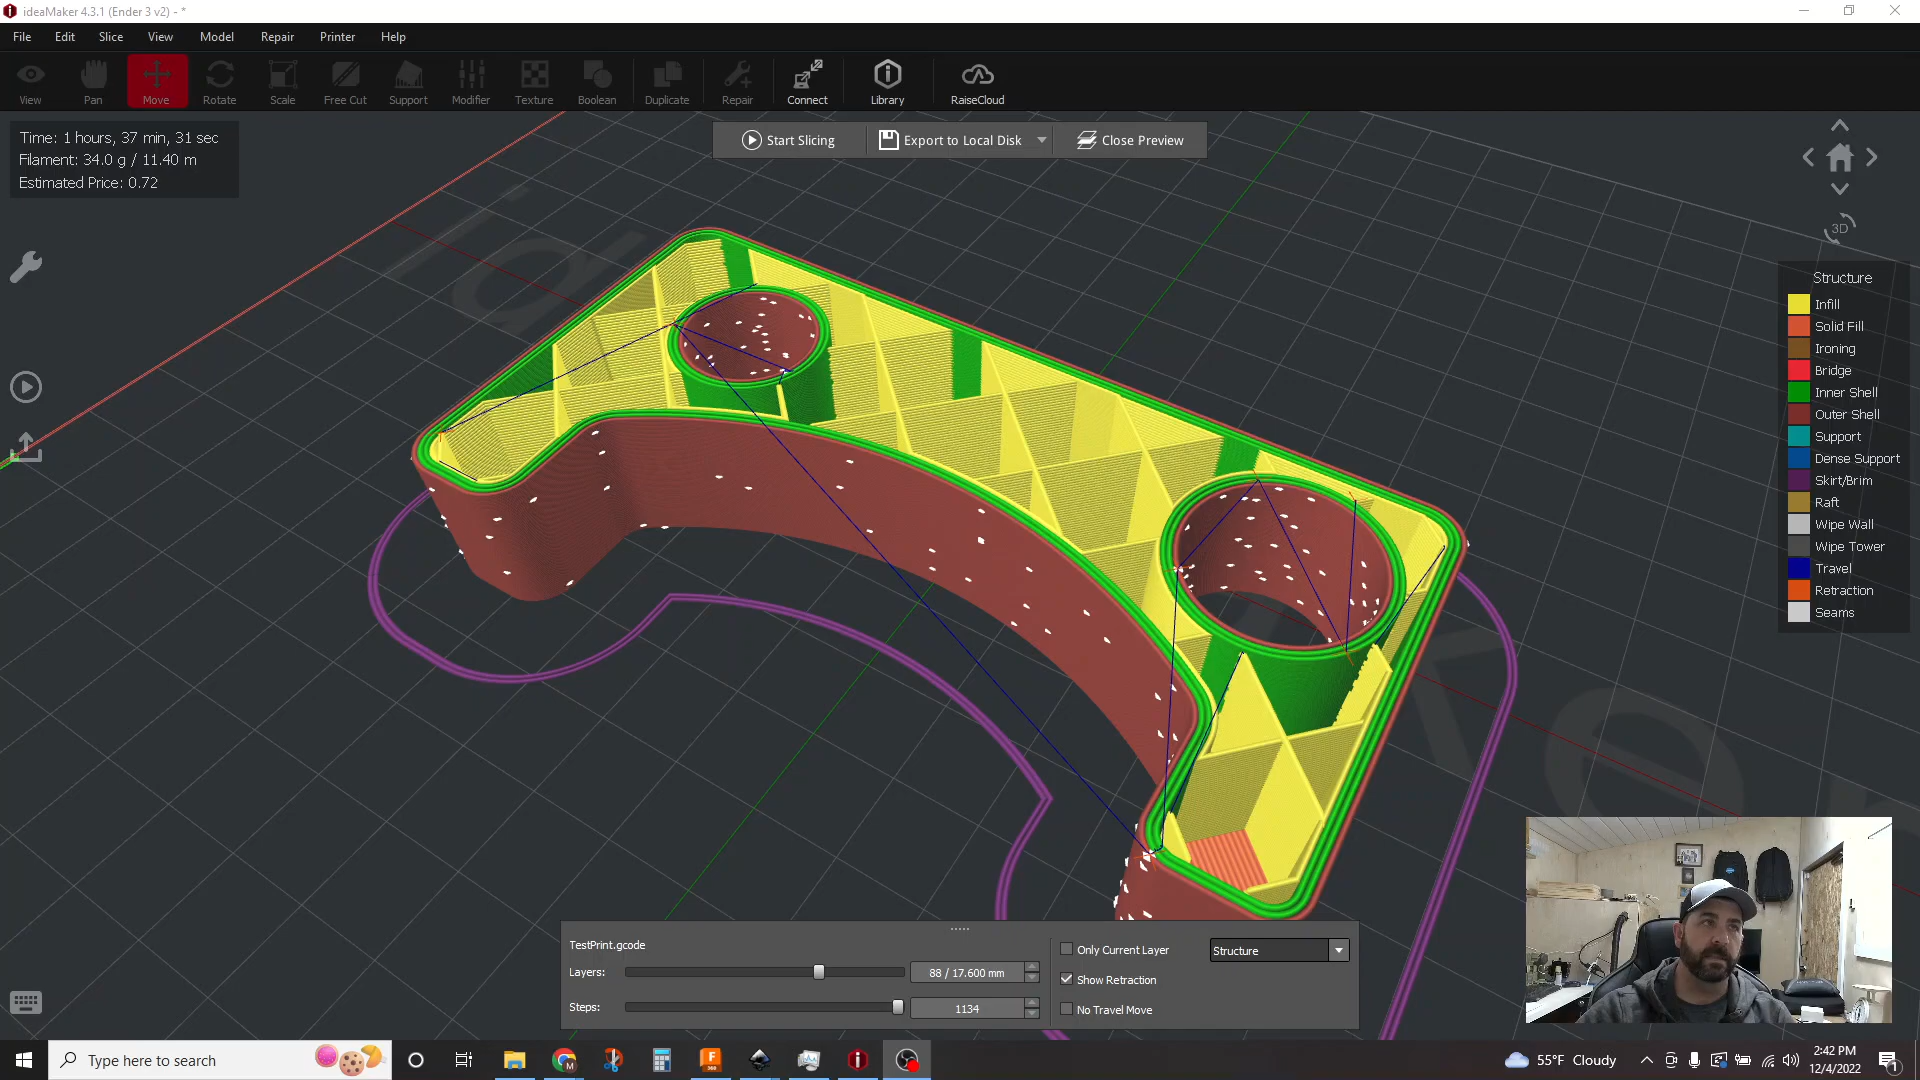 ideaMaker 4.3.1 (Ender 3 v2) - *
File Edit Slice View Model Repair Printer Help
View Pan Move Rotate Scale Free Cut Support Modifier Texture Boolean Duplicate Repair Connect Library RaiseCloud
Time: 1 hours, 37 min, 31 sec
Filament: 34.0 g / 11.40 m
Estimated Price: 0.72
Start Slicing Export to Local Disk Close Preview
3D
Structure
Infill
Solid Fill
Ironing
Bridge
Inner Shell
Outer Shell
Support
Dense Support
Skirt/Brim
Raft
Wipe Wall
Wipe Tower
Travel
Retraction
Seams
TestPrint.gcode
Layers: 88 / 17.600 mm
Steps: 1134
Only Current Layer Structure
Show Retraction
No Travel Move
Type here to search
55°F Cloudy
2:42 PM
12/4/2022